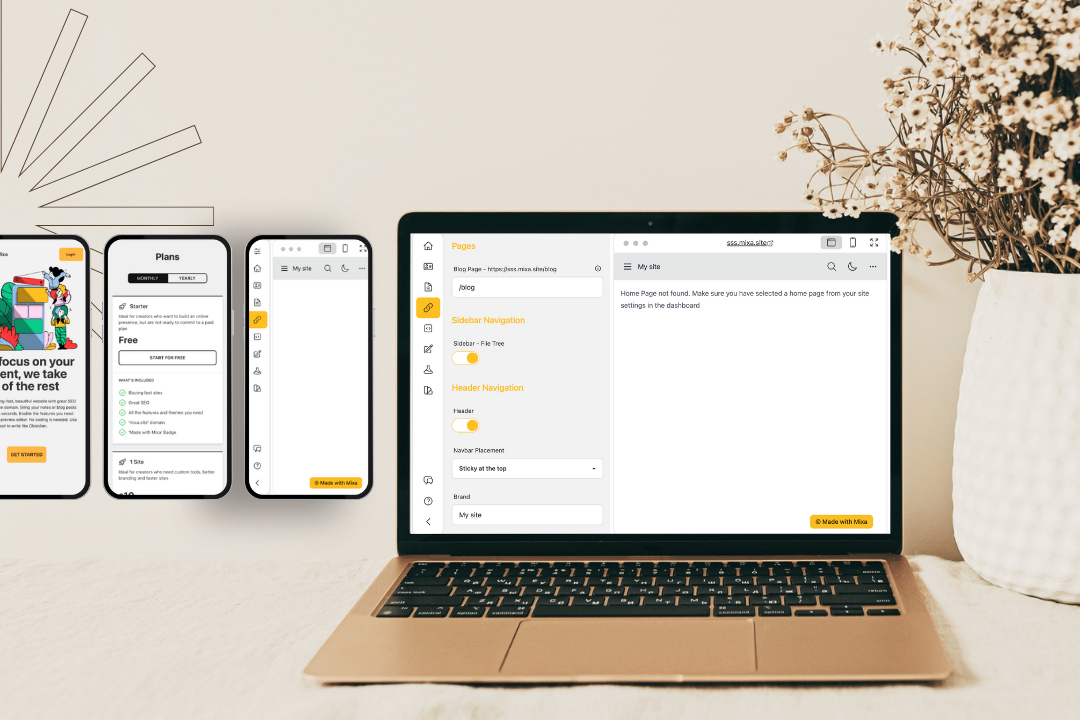 Login
focus on your
ent, we take
of the rest
GET STARTED
Plans
MONTHLY
YEARLY
Starter
Ideal for creators who want to build an online
presence, but are not ready to commit to a paid
plan
Free
START FOR FREE
WHAT'S INCLUDED
Blazing-fast sites
Great SEO
All the features and themes you need
'mixa.site' domain
'Made with Mixa' Badge
1 Site
Ideal for creators who need custom tools, better
branding and faster sites
My site
Made with Mixa
Pages
Blog Page - https://sss.mixa.site/blog
/blog
Sidebar Navigation
Sidebar - File Tree
Header Navigation
Header
Navbar Placement
Sticky at the top
Brand
My site
sss.mixa.site
My site
Home Page not found. Make sure you have selected a home page from your site
settings in the dashboard
© Made with Mixa
control
option
command
command
option